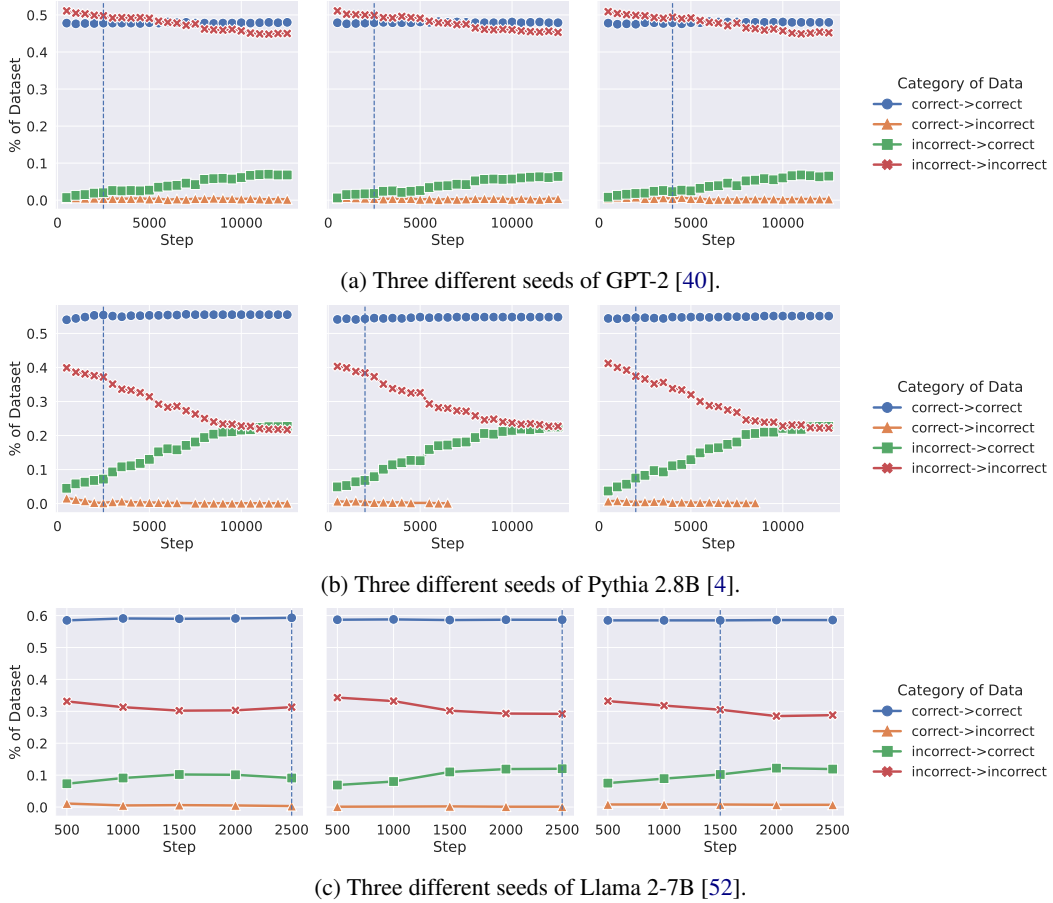 % of Dataset
0.5
0.4
0.3
0.2
0.1
0.0
0 5000 10000
Step
0 5000 10000
Step
0 5000 10000
Step
Category of Data
correct->correct
correct->incorrect
incorrect->correct
incorrect->incorrect
(a) Three different seeds of GPT-2 [40].
% of Dataset
0.5
0.4
0.3
0.2
0.1
0.0
0 5000 10000
Step
0 5000 10000
Step
0 5000 10000
Step
Category of Data
correct->correct
correct->incorrect
incorrect->correct
incorrect->incorrect
(b) Three different seeds of Pythia 2.8B [4].
% of Dataset
0.6
0.5
0.4
0.3
0.2
0.1
0.0
500 1000 1500 2000 2500
Step
500 1000 1500 2000 2500
Step
500 1000 1500 2000 2500
Step
Category of Data
correct->correct
correct->incorrect
incorrect->correct
incorrect->incorrect
(c) Three different seeds of Llama 2-7B [52].